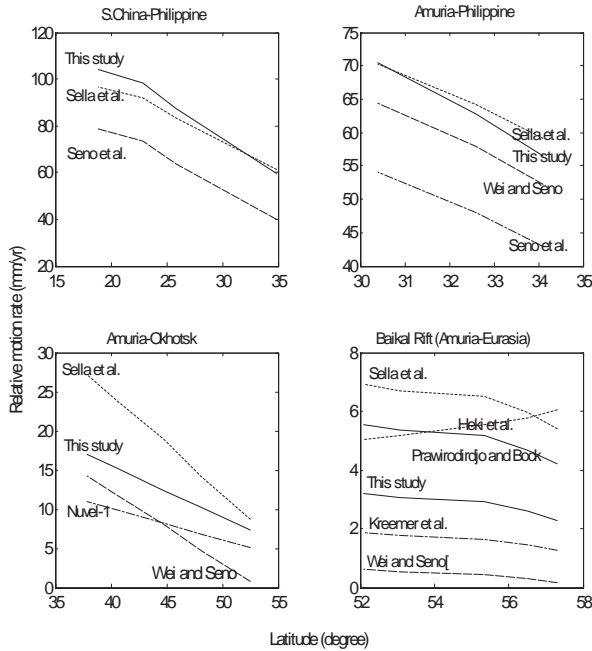 S.China-Philippine
120
100
80
60
40
20
15 20 25 30 35
This study
Sella et al.
Seno et al.
Amuria-Philippine
75
70
65
60
55
50
45
40
30 31 32 33 34 35
Sella et al.
This study
Wei and Seno
Seno et al.
Relative motion rate (mm/yr)
Amuria-Okhotsk
30
25
20
15
10
5
0
35 40 45 50 55
Sella et al.
This study
Nuvel-1
Wei and Seno
Baikal Rift (Amuria-Eurasia)
8
6
4
2
0
52 54 56 58
Sella et al.
Heki et al.
Prawirodirdjo and Bock
This study
Kreemer et al.
Wei and Seno[
Latitude (degree)